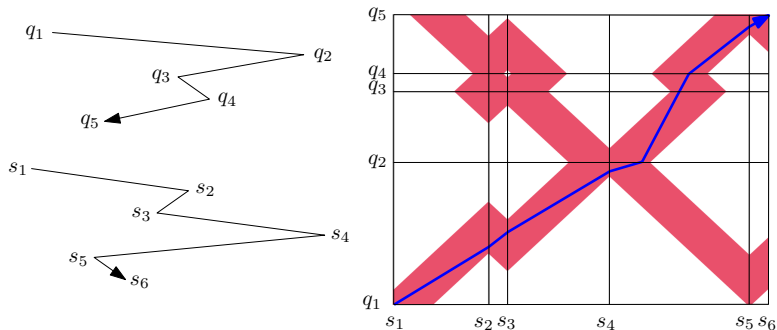 q₁
q₂
q₃
q₄
q₅
s₁
s₂
s₃
s₄
s₅
s₆
q₅
q₄
q₃
q₂
q₁
s₁ s₂ s₃ s₄ s₅ s₆